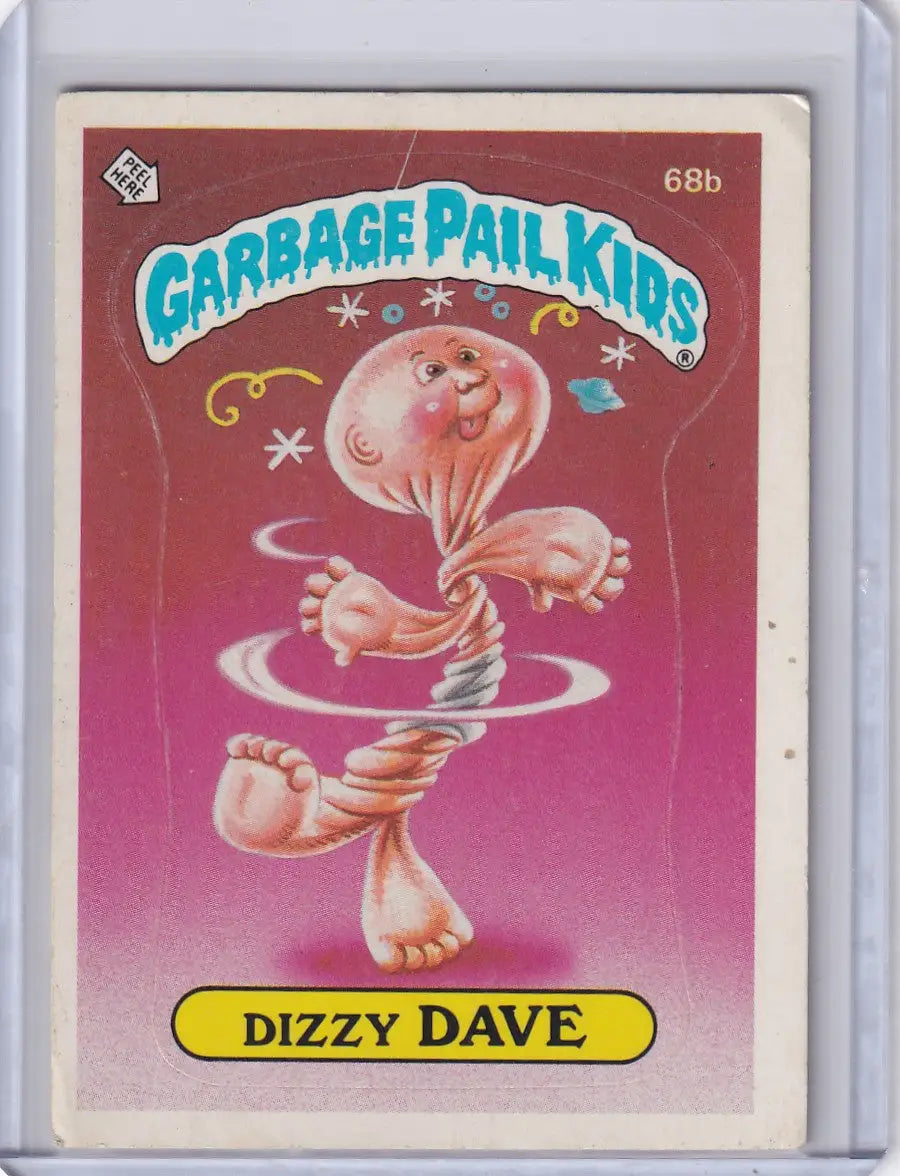 PEEL
HERE
68b
GARBAGE PAIL KIDS
®
DIZZY DAVE